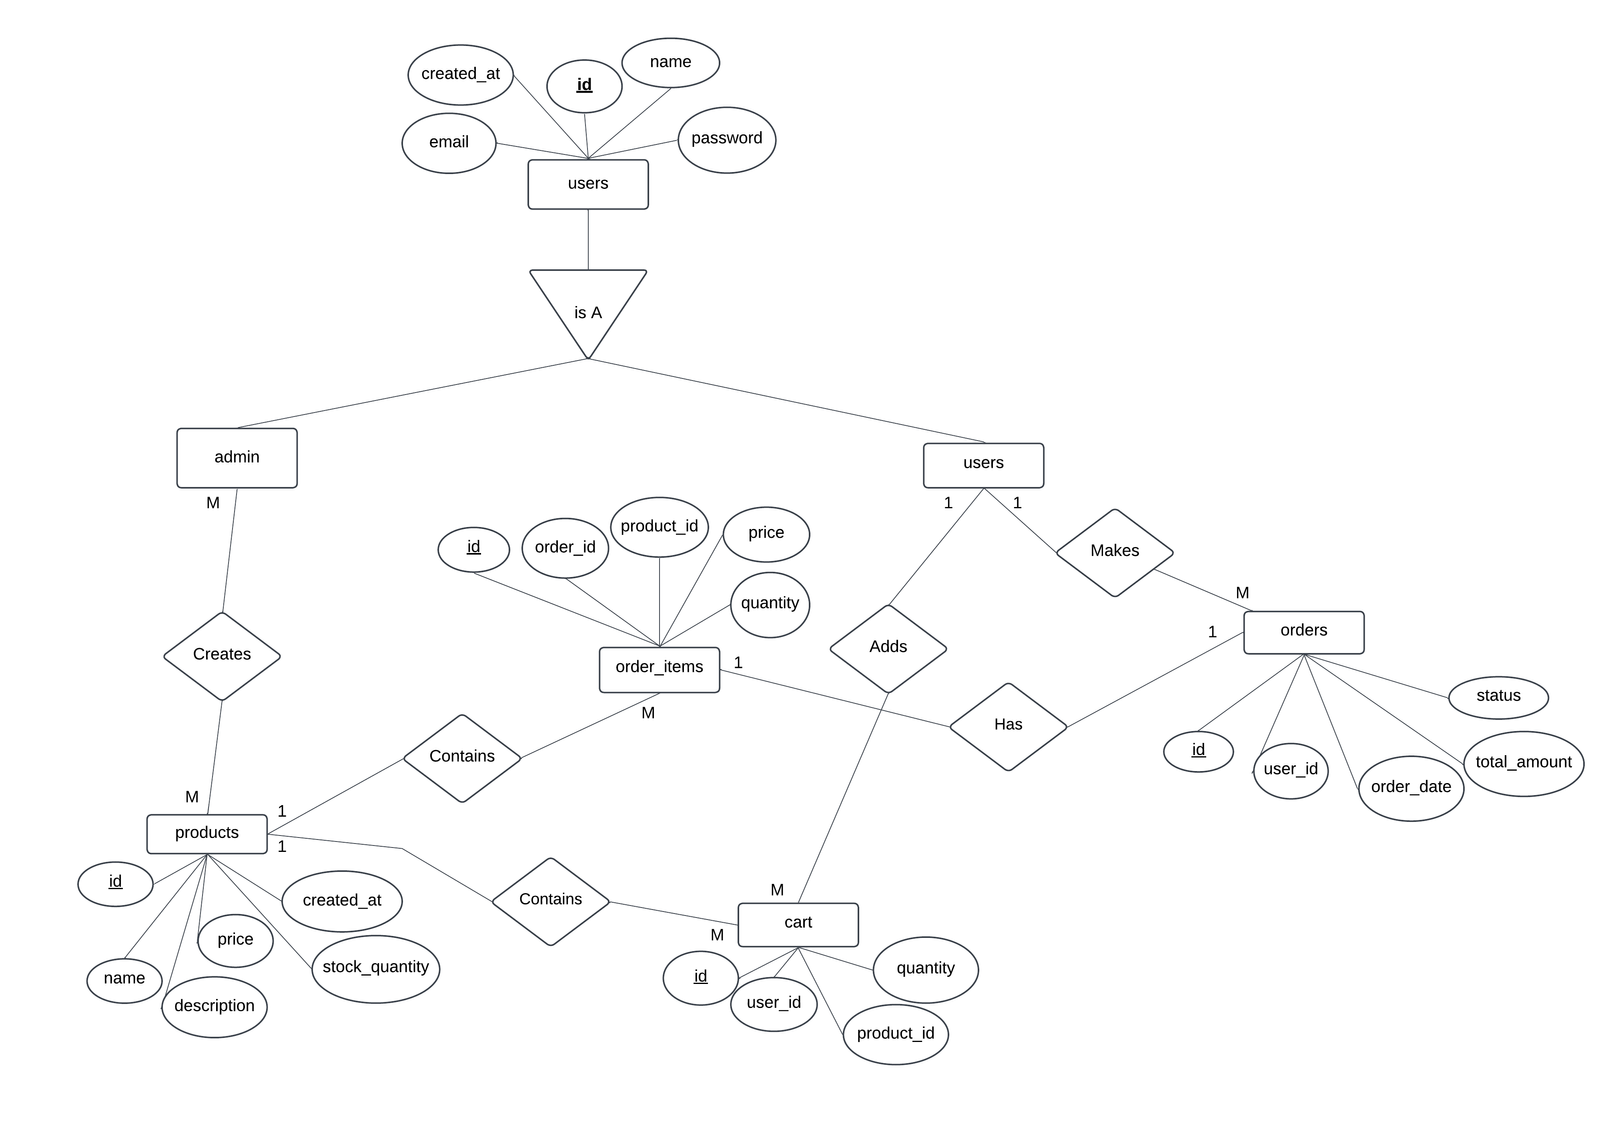 name
created_at
id
email
password
users
is A
admin
users
M
1
1
product_id
price
id
order_id
Makes
M
quantity
1
orders
Creates
Adds
order_items
1
M
Has
status
Contains
id
user_id
total_amount
order_date
M
1
products
1
id
created_at
Contains
M
cart
M
price
name
description
stock_quantity
id
user_id
quantity
product_id